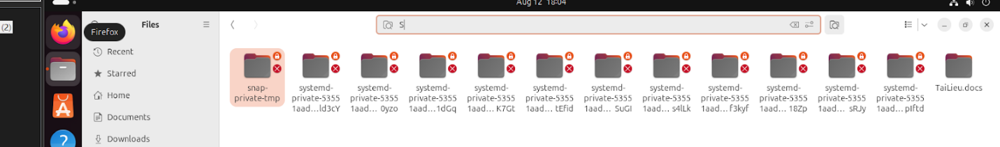 Aug 12 18:04
(2)
Firefox
Files
S
Recent
Starred
Home
Documents
Downloads
snap-
private-tmp
systemd-
private-5355
1aad…ld3cY
systemd-
private-5355
1aad…0yzo
systemd-
private-5355
1aad…1dGq
systemd-
private-5355
1aad…K7Gt
systemd-
private-5355
1aad…tEfid
systemd-
private-5355
1aad…SuGI
systemd-
private-5355
1aad…s4lLk
systemd-
private-5355
1aad…f3kyf
systemd-
private-5355
1aad…18Zp
systemd-
private-5355
1aad…sRJy
systemd-
private-5355
1aad…pIftd
TaiLieu.docs